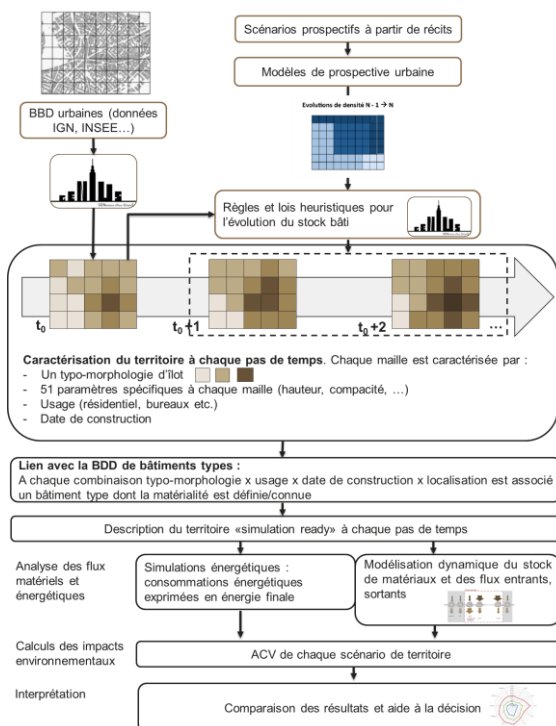 Scénarios prospectifs à partir de récits
Modèles de prospective urbaine
BBD urbaines (données
IGN, INSEE…)
Evolutions de densité N - 1 → N
Règles et lois heuristiques pour
l'évolution du stock bâti
t0
t0+1
t0+2
...
Caractérisation du territoire à chaque pas de temps. Chaque maille est caractérisée par :
- Un typo-morphologie d'îlot
- 51 paramètres spécifiques à chaque maille (hauteur, compacité, …)
- Usage (résidentiel, bureaux etc.)
- Date de construction
Lien avec la BDD de bâtiments types :
A chaque combinaison typo-morphologie x usage x date de construction x localisation est associé
un bâtiment type dont la matérialité est définie/connue
Description du territoire «simulation ready» à chaque pas de temps
Analyse des flux
matériels et
énergétiques
Simulations énergétiques :
consommations énergétiques
exprimées en énergie finale
Modélisation dynamique du stock
de matériaux et des flux entrants,
sortants
Calculs des impacts
environnementaux
ACV de chaque scénario de territoire
Interprétation
Comparaison des résultats et aide à la décision